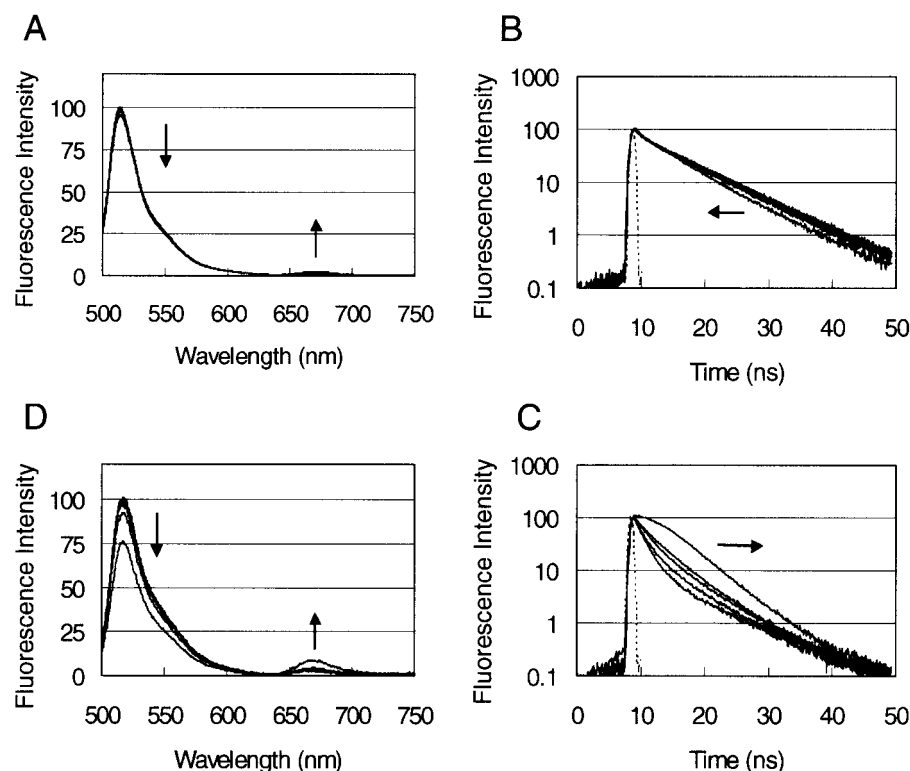 A
Fluorescence Intensity
100
75
50
25
0
500 550 600 650 700 750
Wavelength (nm)
B
Fluorescence Intensity
1000
100
10
1
0.1
0 10 20 30 40 50
Time (ns)
D
Fluorescence Intensity
100
75
50
25
0
500 550 600 650 700 750
Wavelength (nm)
C
Fluorescence Intensity
1000
100
10
1
0.1
0 10 20 30 40 50
Time (ns)